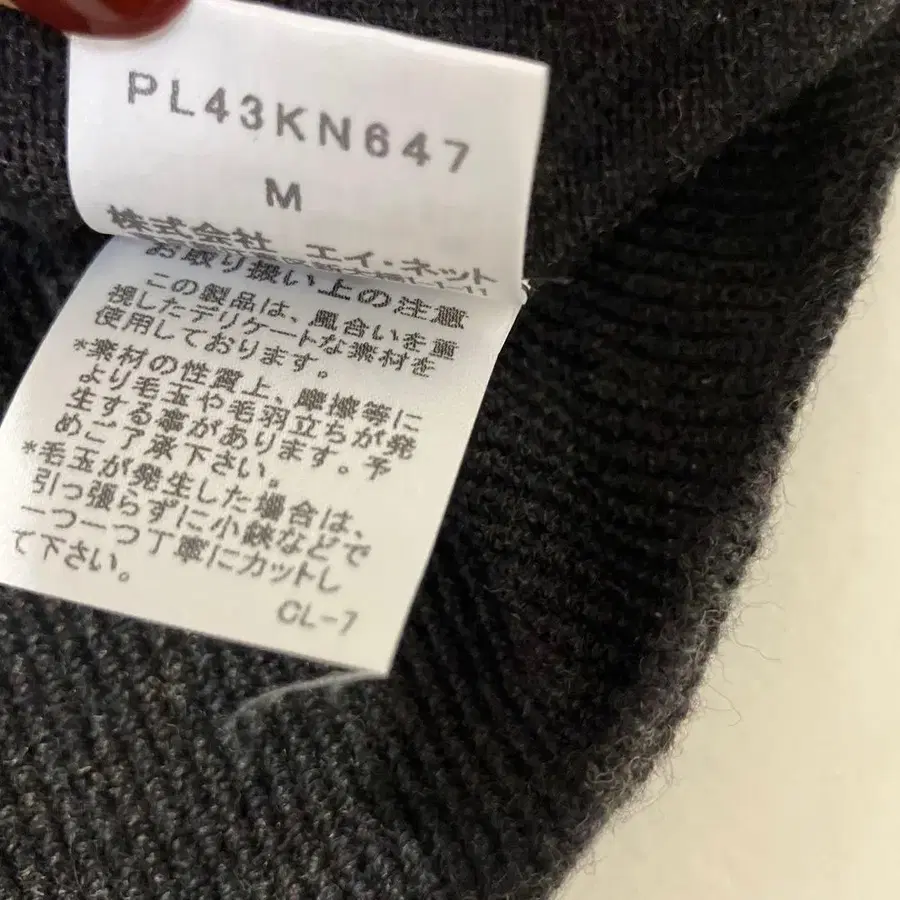 PL43KN647
M
株式会社 エイ・ネット
お取り扱い上の注意
この製品は、風合いを重
視したデリケートな素材を
使用しております。
*素材の性質上、摩擦等に
より毛玉や毛羽立ちが発
生する事があります。予
めご了承下さい。
*毛玉が発生した場合は、
引っ張らずに小鋏などで
一つ一つ丁寧にカットし
て下さい。
CL-7